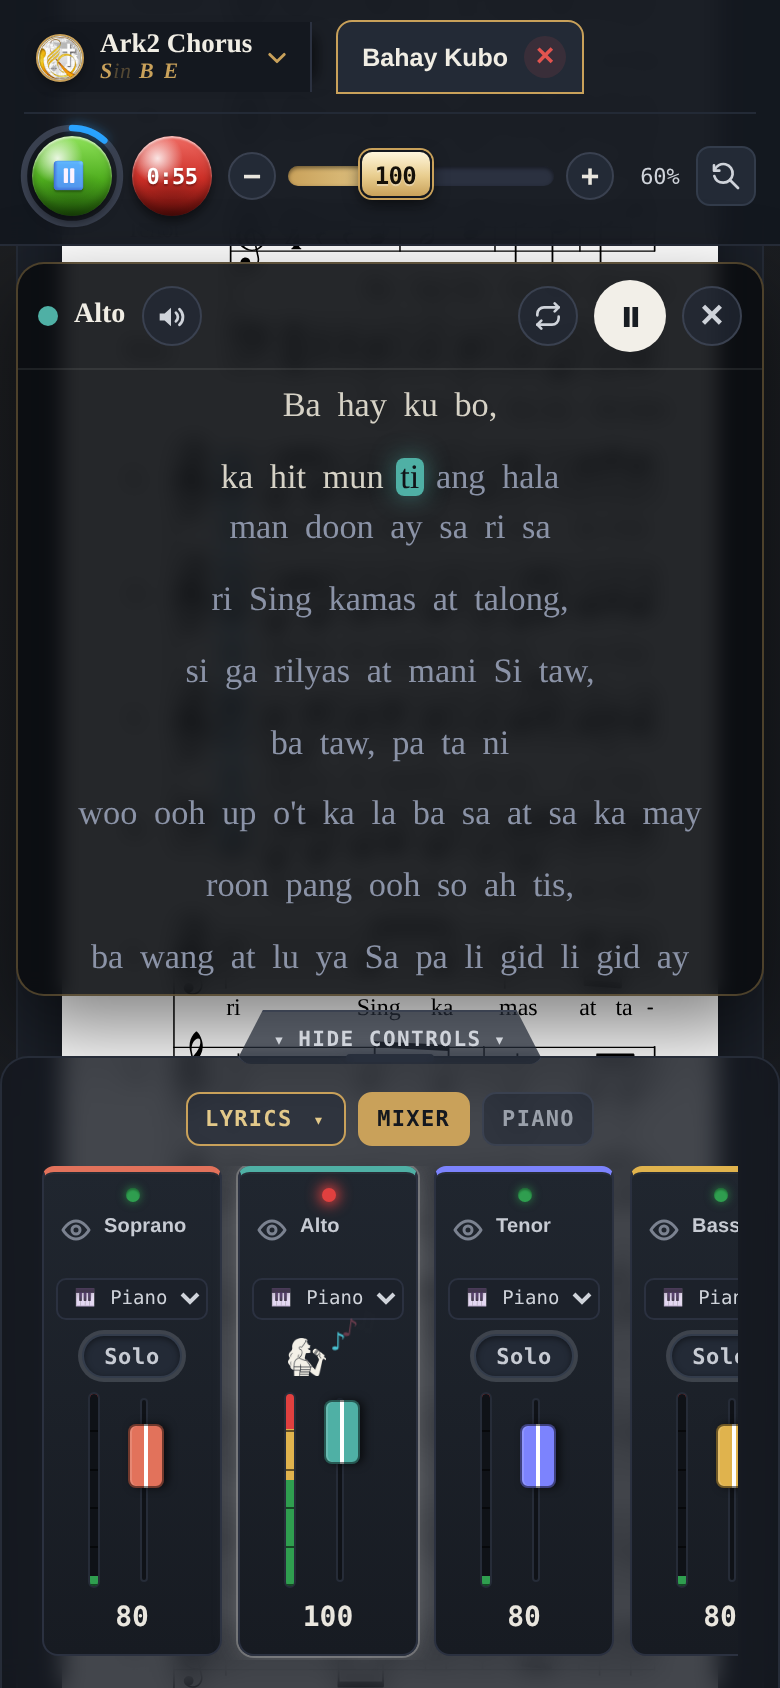 Ark2 Chorus
Sin B E
Bahay Kubo
0:55
100
60%
Alto
Ba hay ku bo,
ka hit mun ti ang hala
man doon ay sa ri sa
ri Sing kamas at talong,
si ga rilyas at mani Si taw,
ba taw, pa ta ni
woo ooh up o't ka la ba sa at sa ka may
roon pang ooh so ah tis,
ba wang at lu ya Sa pa li gid li gid ay
ri Sing ka mas at ta -
▾ HIDE CONTROLS ▾
LYRICS ▾ MIXER PIANO
Soprano Alto Tenor Bass
Piano Piano Piano Pian
Solo Solo Solo
80 100 80 80